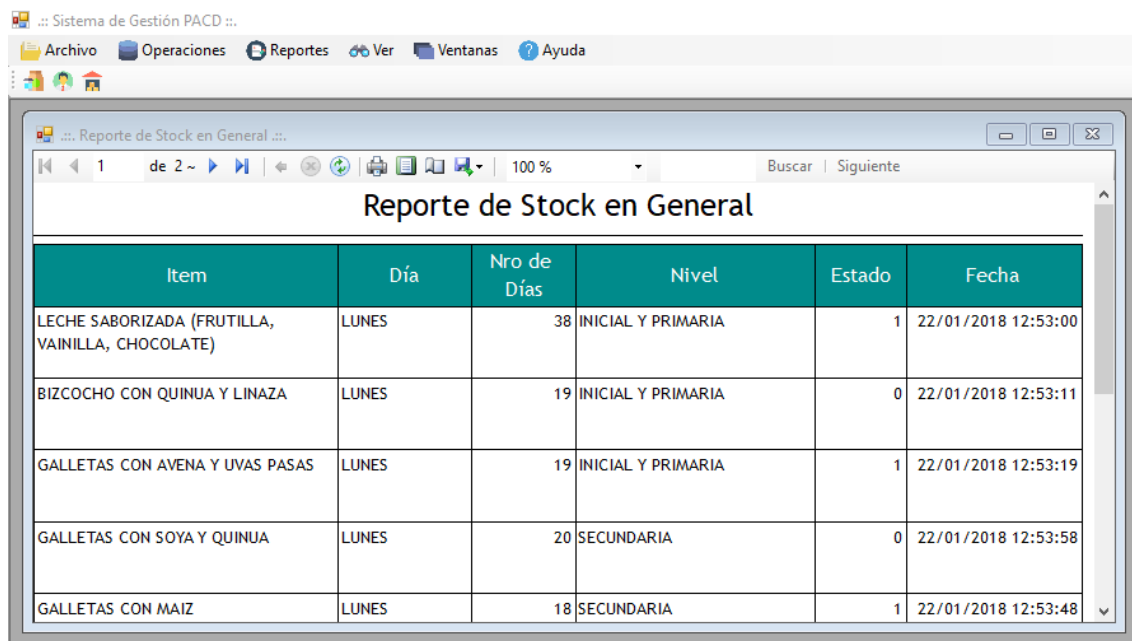 .:: Sistema de Gestión PACD ::.
Archivo Operaciones Reportes Ver Ventanas ? Ayuda
.::. Reporte de Stock en General .::.
1 de 2 ~ 100 % Buscar | Siguiente
Reporte de Stock en General
Item Día Nro de Días Nivel Estado Fecha
LECHE SABORIZADA (FRUTILLA, LUNES 38 INICIAL Y PRIMARIA 1 22/01/2018 12:53:00
VAINILLA, CHOCOLATE)
BIZCOCHO CON QUINUA Y LINAZA LUNES 19 INICIAL Y PRIMARIA 0 22/01/2018 12:53:11
GALLETAS CON AVENA Y UVAS PASAS LUNES 19 INICIAL Y PRIMARIA 1 22/01/2018 12:53:19
GALLETAS CON SOYA Y QUINUA LUNES 20 SECUNDARIA 0 22/01/2018 12:53:58
GALLETAS CON MAIZ LUNES 18 SECUNDARIA 1 22/01/2018 12:53:48